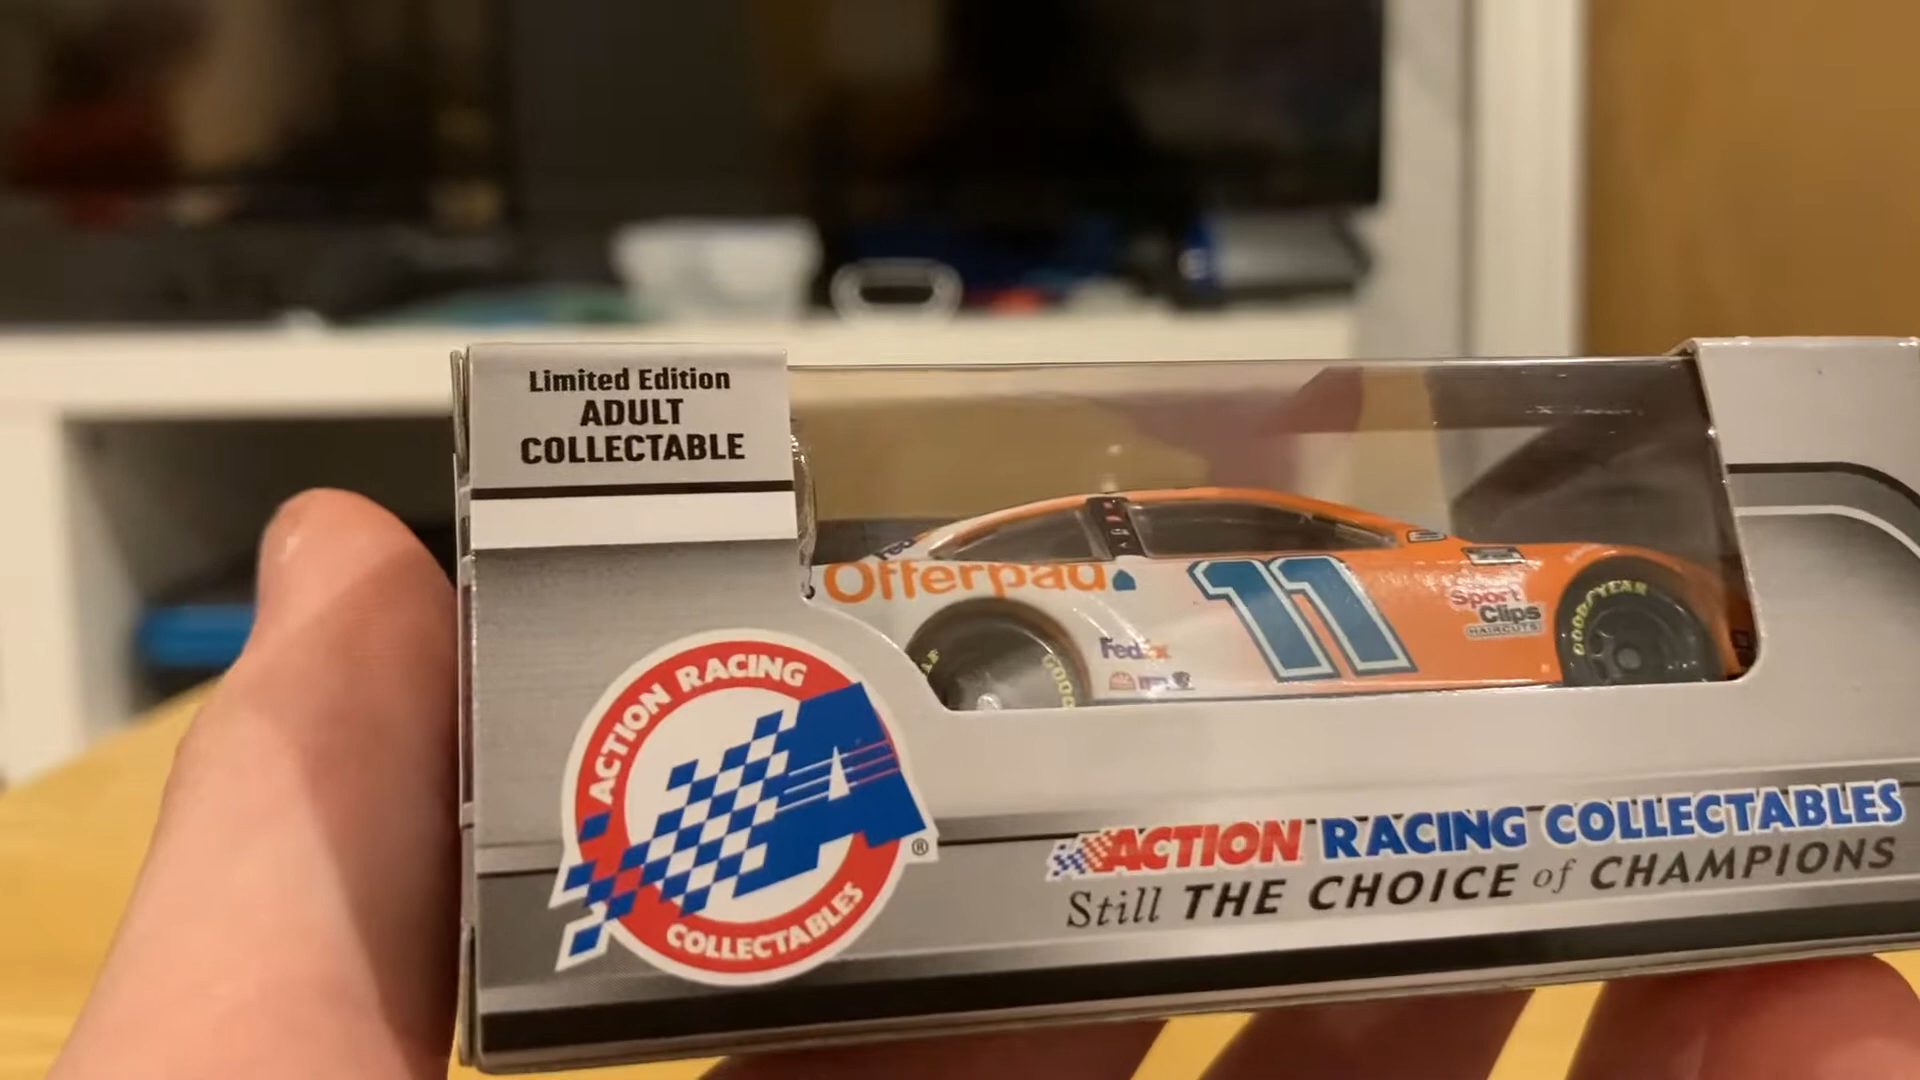 Limited Edition
ADULT
COLLECTABLE
FedEx
Offerpad
11
Sport
Clips
HAIRCUTS
GOODYEAR
FedEx
ACTION RACING
A
®
COLLECTABLES
ACTION RACING COLLECTABLES
Still THE CHOICE of CHAMPIONS